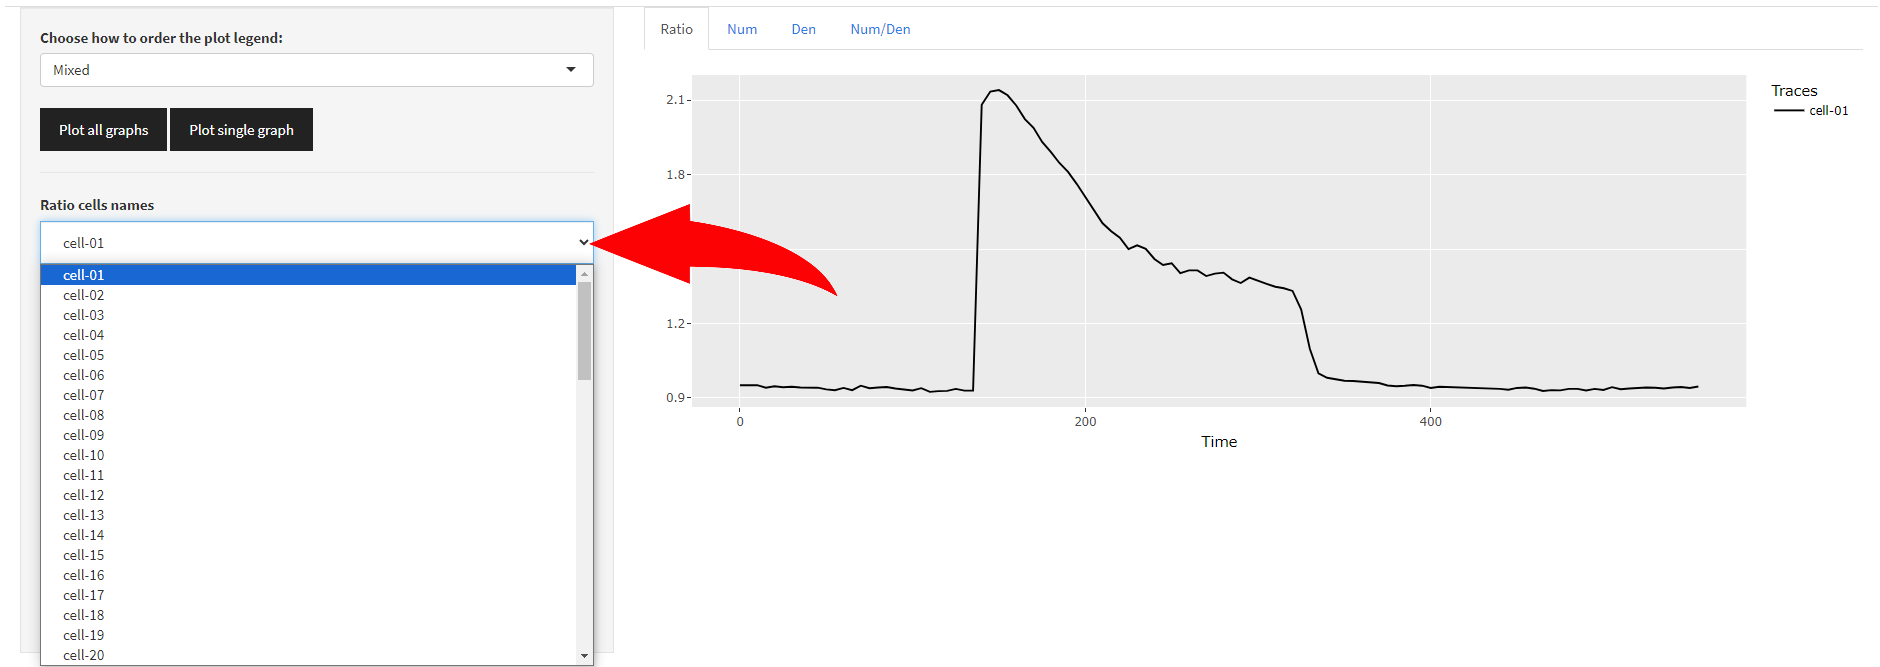 Choose how to order the plot legend:
Mixed
Plot all graphs
Plot single graph
Ratio cells names
cell-01
cell-01
cell-02
cell-03
cell-04
cell-05
cell-06
cell-07
cell-08
cell-09
cell-10
cell-11
cell-12
cell-13
cell-14
cell-15
cell-16
cell-17
cell-18
cell-19
cell-20
Ratio
Num
Den
Num/Den
2.1
1.8
1.2
0.9
0
200
400
Time
Traces
cell-01